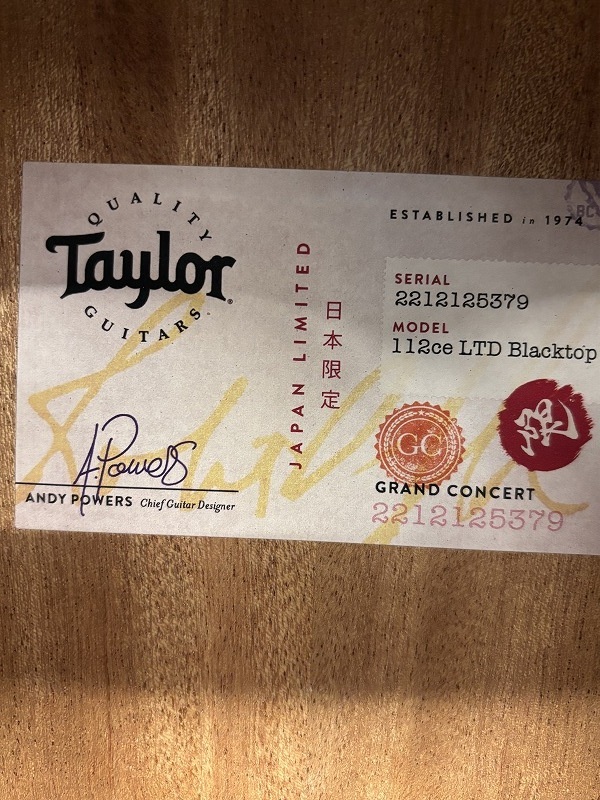 QUALITY
Taylor
GUITARS
JAPAN LIMITED
日本限定
ESTABLISHED in 1974
SERIAL
2212125379
MODEL
112ce LTD Blacktop
GC
GRAND CONCERT
2212125379
A. Powers
ANDY POWERS Chief Guitar Designer
BC